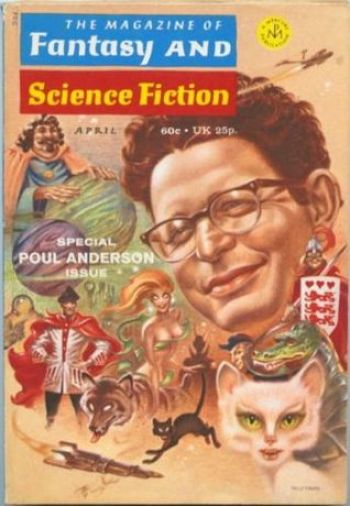 THE MAGAZINE OF
Fantasy AND
Science Fiction
APRIL
60c • UK 25p.
SPECIAL
POUL ANDERSON
ISSUE